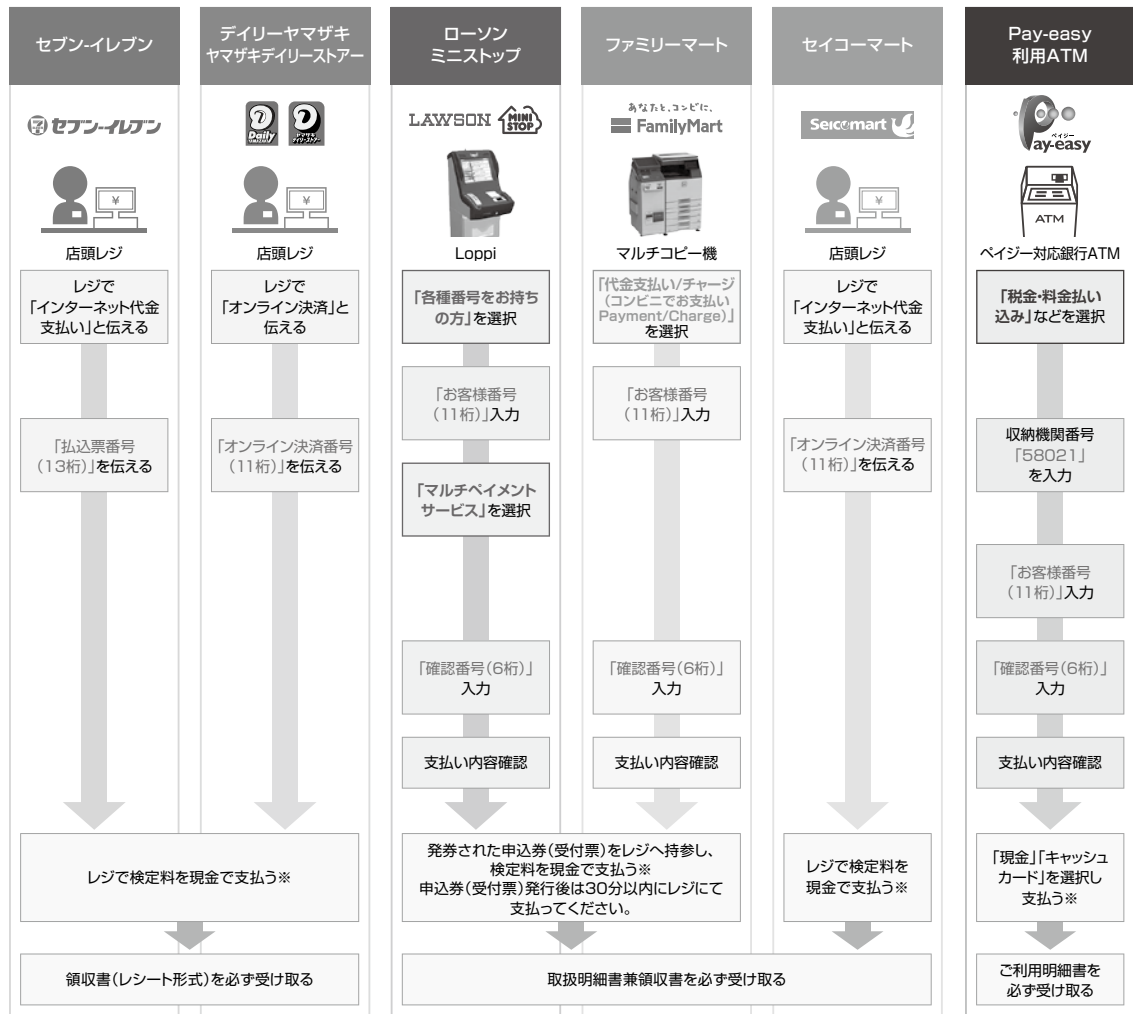 セブン-イレブン
デイリーヤマザキ
ヤマザキデイリーストアー
ローソン
ミニストップ
ファミリーマート
セイコーマート
Pay-easy
利用ATM
セブン-イレブン
Daily
YAMAZAKI
ヤマザキ
デイリーストアー
LAWSON
MINI
STOP
あなたと、コンビに、
FamilyMart
Seicomart
ペイジー
Pay-easy
¥
¥
¥
ATM
店頭レジ
店頭レジ
Loppi
マルチコピー機
店頭レジ
ペイジー対応銀行ATM
レジで
「インターネット代金
支払い」と伝える
レジで
「オンライン決済」と
伝える
「各種番号をお持ち
の方」を選択
「代金支払い/チャージ
(コンビニでお支払い
Payment/Charge)」
を選択
レジで
「インターネット代金
支払い」と伝える
「税金・料金払い
込み」などを選択
「払込票番号
(13桁)」を伝える
「オンライン決済番号
(11桁)」を伝える
「お客様番号
(11桁)」入力
「マルチペイメント
サービス」を選択
「お客様番号
(11桁)」入力
「オンライン決済番号
(11桁)」を伝える
収納機関番号
「58021」
を入力
「お客様番号
(11桁)」入力
「確認番号(6桁)」
入力
「確認番号(6桁)」
入力
「確認番号(6桁)」
入力
支払い内容確認
支払い内容確認
支払い内容確認
レジで検定料を現金で支払う※
発券された申込券(受付票)をレジへ持参し、
検定料を現金で支払う※
申込券(受付票)発行後は30分以内にレジにて
支払ってください。
レジで検定料を
現金で支払う※
「現金」「キャッシュ
カード」を選択し
支払う※
領収書(レシート形式)を必ず受け取る
取扱明細書兼領収書を必ず受け取る
ご利用明細書を
必ず受け取る